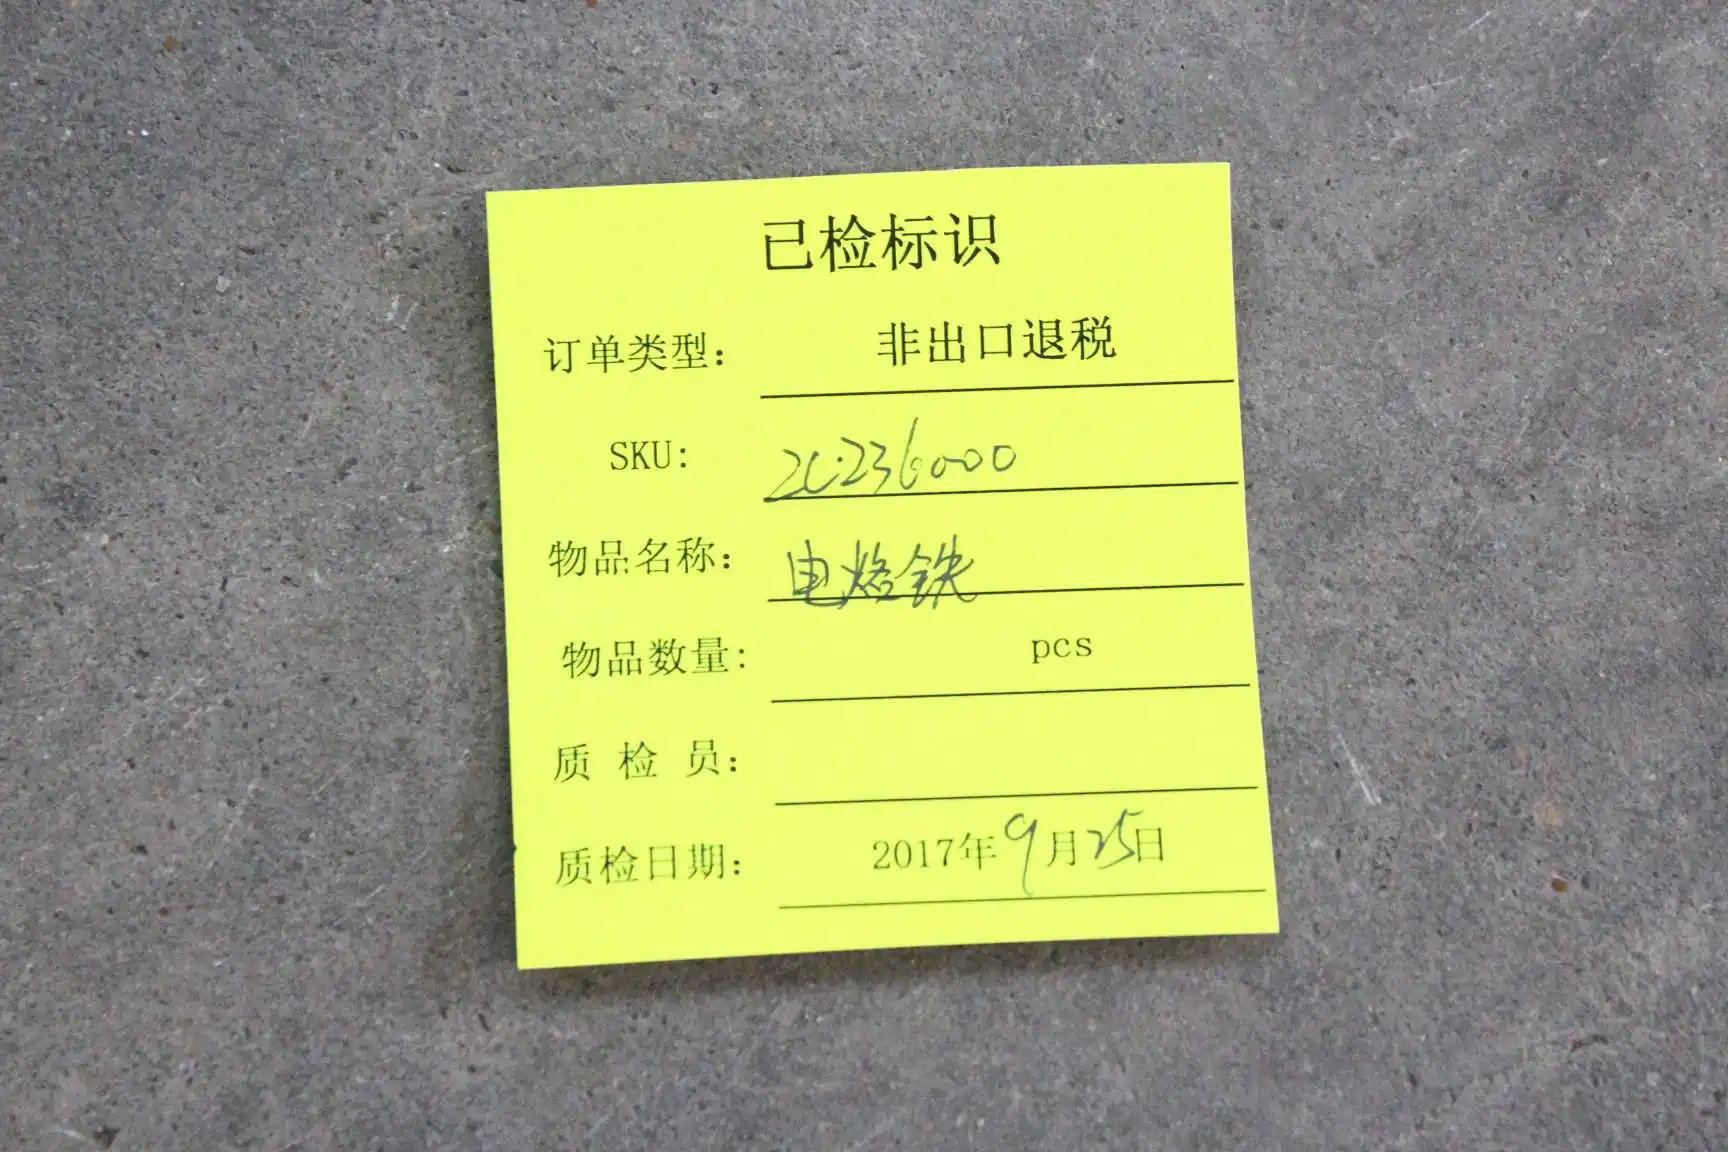 已检标识
订单类型： 非出口退税
SKU: 2C236000
物品名称： 电烙铁
物品数量: pcs
质 检 员：
质检日期： 2017年9月25日